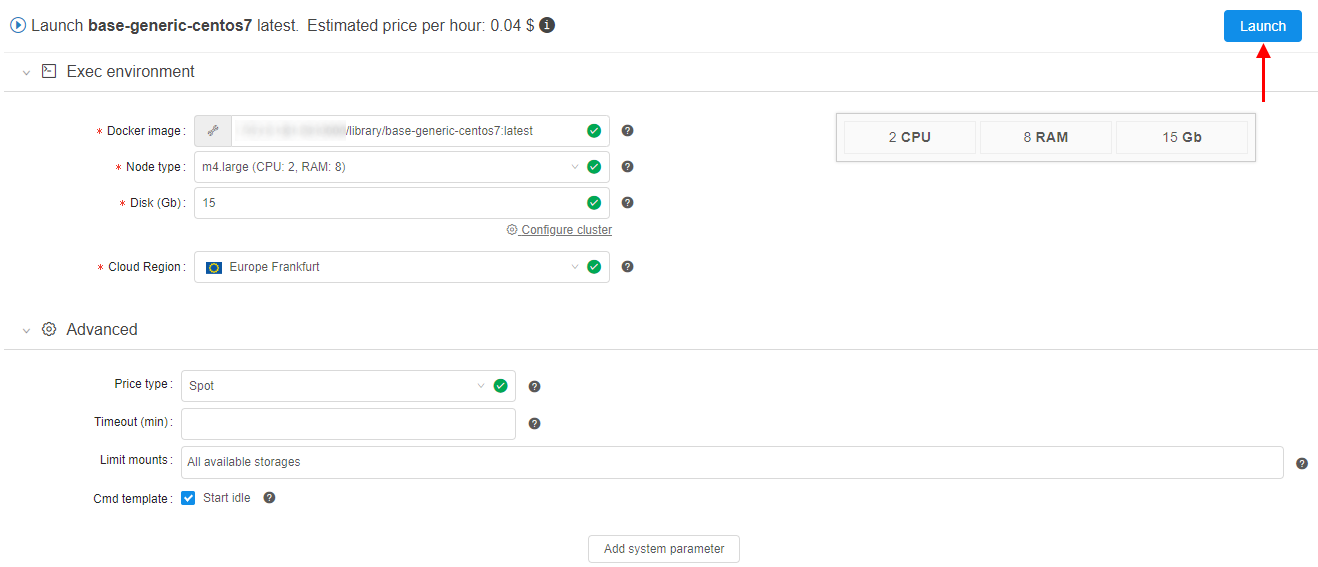 Launch base-generic-centos7 latest. Estimated price per hour: 0.04 $
Launch
Exec environment
* Docker image: /library/base-generic-centos7:latest
2 CPU 8 RAM 15 Gb
* Node type: m4.large (CPU: 2, RAM: 8)
* Disk (Gb): 15
Configure cluster
* Cloud Region: Europe Frankfurt
Advanced
Price type: Spot
Timeout (min):
Limit mounts: All available storages
Cmd template: Start idle
Add system parameter